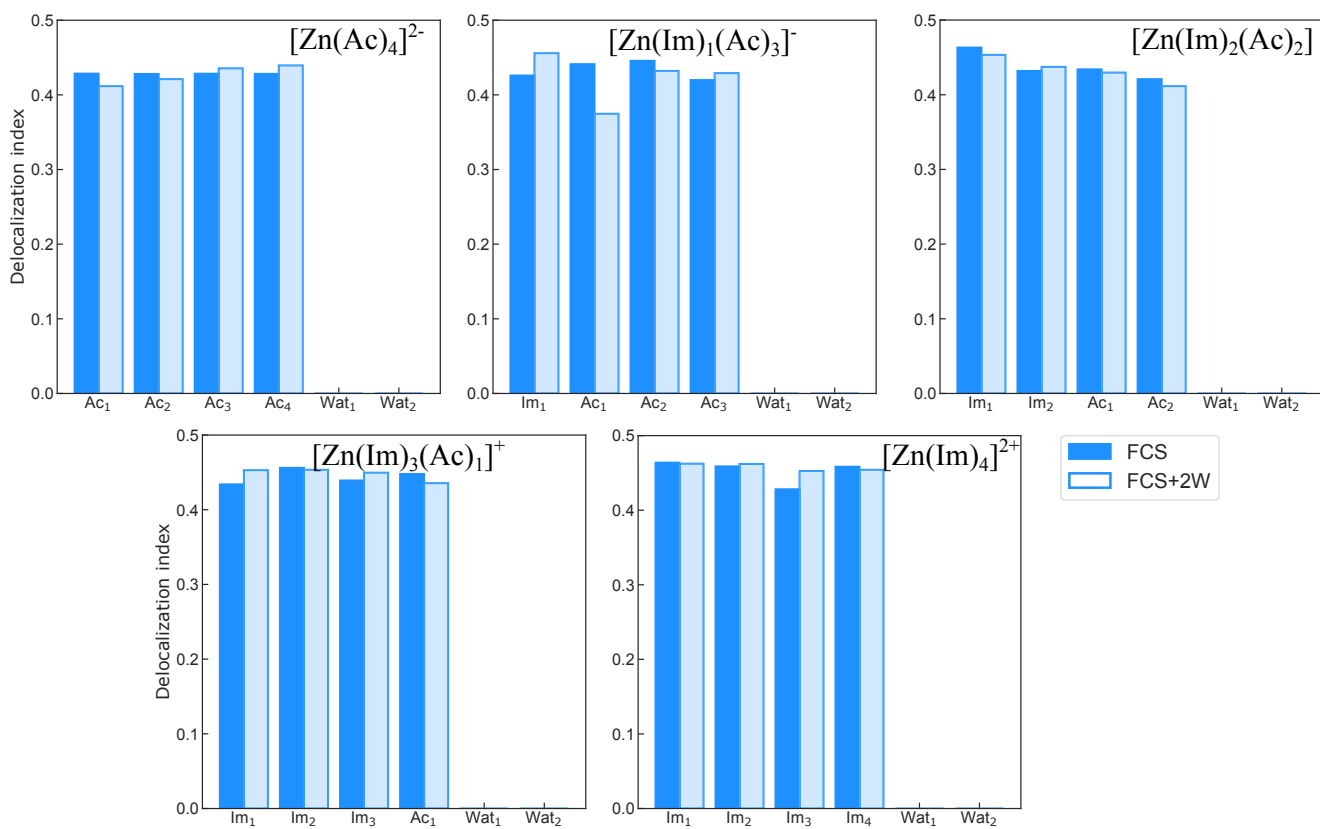 [Zn(Ac)₄]²⁻
Delocalization index
0.5
0.4
0.3
0.2
0.1
0.0
Ac₁ Ac₂ Ac₃ Ac₄ Wat₁ Wat₂
[Zn(Im)₁(Ac)₃]⁻
0.5
0.4
0.3
0.2
0.1
0.0
Im₁ Ac₁ Ac₂ Ac₃ Wat₁ Wat₂
[Zn(Im)₂(Ac)₂]
0.5
0.4
0.3
0.2
0.1
0.0
Im₁ Im₂ Ac₁ Ac₂ Wat₁ Wat₂
[Zn(Im)₃(Ac)₁]⁺
Delocalization index
0.5
0.4
0.3
0.2
0.1
0.0
Im₁ Im₂ Im₃ Ac₁ Wat₁ Wat₂
[Zn(Im)₄]²⁺
0.5
0.4
0.3
0.2
0.1
0.0
Im₁ Im₂ Im₃ Im₄ Wat₁ Wat₂
FCS
FCS+2W